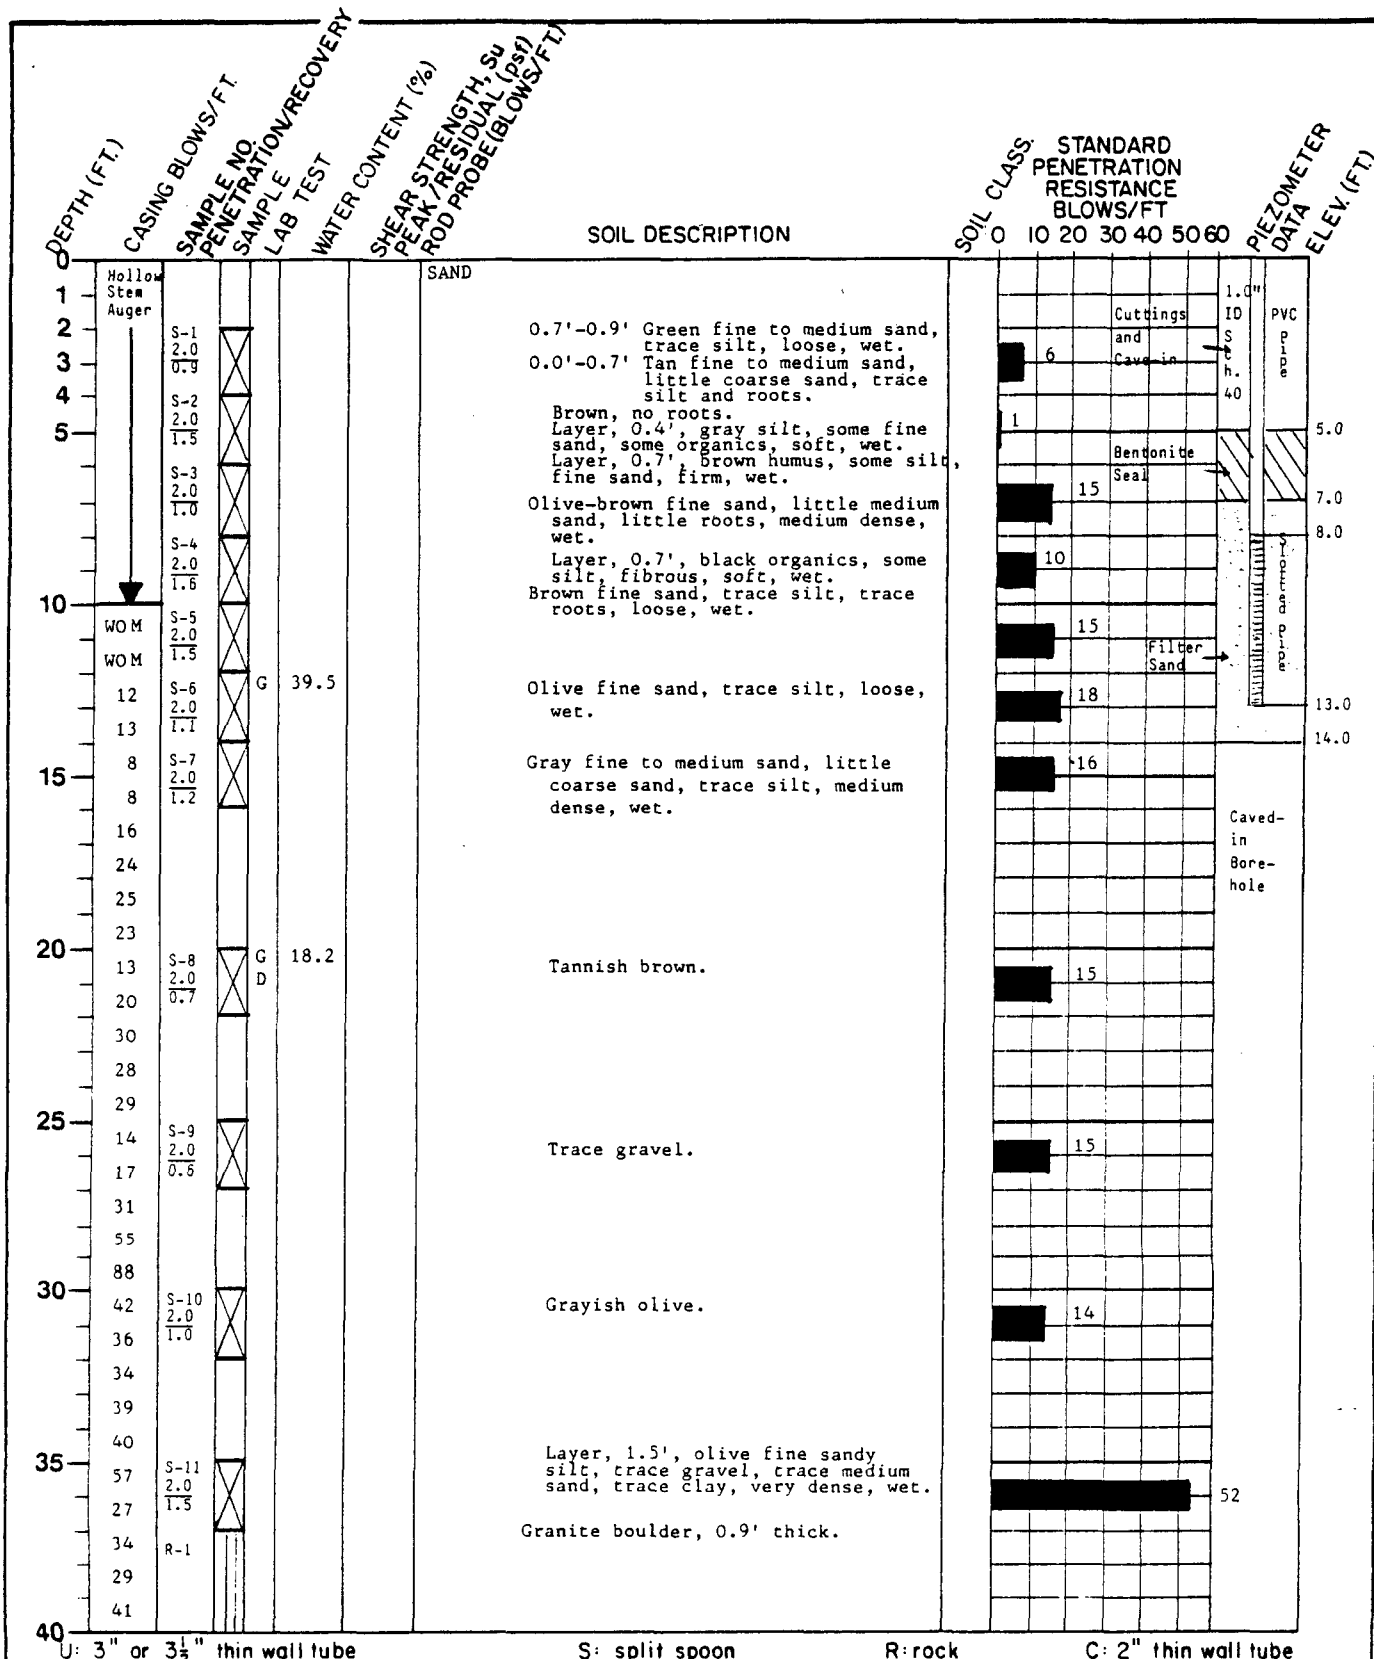 DEPTH (FT.)
CASING BLOWS/FT.
SAMPLE NO.
PENETRATION/RECOVERY
SAMPLE
LAB TEST
WATER CONTENT (%)
SHEAR STRENGTH, Su
PEAK/RESIDUAL (psf)
ROD PROBE (BLOWS/FT.)
SOIL DESCRIPTION
SOIL CLASS.
STANDARD
PENETRATION
RESISTANCE
BLOWS/FT
0 10 20 30 40 50 60
PIEZOMETER
DATA
ELEV. (FT.)
0
1
2
3
4
5
10
15
20
25
30
35
40
Hollow
Stem
Auger
WOM
WOM
12
13
8
8
16
24
25
23
13
20
30
28
29
14
17
31
55
88
42
36
34
39
40
57
27
34
29
41
S-1
2.0
0.9
S-2
2.0
1.5
S-3
2.0
1.0
S-4
2.0
1.6
S-5
2.0
1.5
S-6
2.0
1.1
S-7
2.0
1.2
S-8
2.0
0.7
S-9
2.0
0.6
S-10
2.0
1.0
S-11
2.0
1.5
R-1
G 39.5
G 18.2
D
SAND
0.7'-0.9' Green fine to medium sand,
trace silt, loose, wet.
0.0'-0.7' Tan fine to medium sand,
little coarse sand, trace
silt and roots.
Brown, no roots.
Layer, 0.4', gray silt, some fine
sand, some organics, soft, wet.
Layer, 0.7', brown humus, some silt,
fine sand, firm, wet.
Olive-brown fine sand, little medium
sand, little roots, medium dense,
wet.
Layer, 0.7', black organics, some
silt, fibrous, soft, wet.
Brown fine sand, trace silt, trace
roots, loose, wet.
Olive fine sand, trace silt, loose,
wet.
Gray fine to medium sand, little
coarse sand, trace silt, medium
dense, wet.
Tannish brown.
Trace gravel.
Grayish olive.
Layer, 1.5', olive fine sandy
silt, trace gravel, trace medium
sand, trace clay, very dense, wet.
Granite boulder, 0.9' thick.
6
1
15
10
15
18
16
15
15
14
52
Cuttings
and
Cave-in
Bentonite
Seal
Filter
Sand
1.0"
ID
Sch.
40
PVC
Pipe
Slotted Pipe
5.0
7.0
8.0
13.0
14.0
Caved-
in
Bore-
hole
U: 3" or 3½" thin wall tube S: split spoon R: rock C: 2" thin wall tube